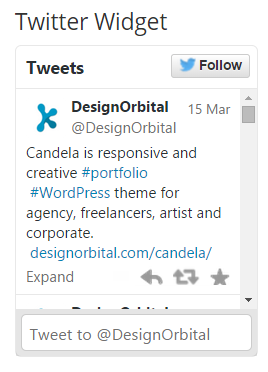 Twitter Widget
Tweets
Follow
DesignOrbital 15 Mar
@DesignOrbital
Candela is responsive and
creative #portfolio
#WordPress theme for
agency, freelancers, artist and
corporate.
designorbital.com/candela/
Expand
Tweet to @DesignOrbital